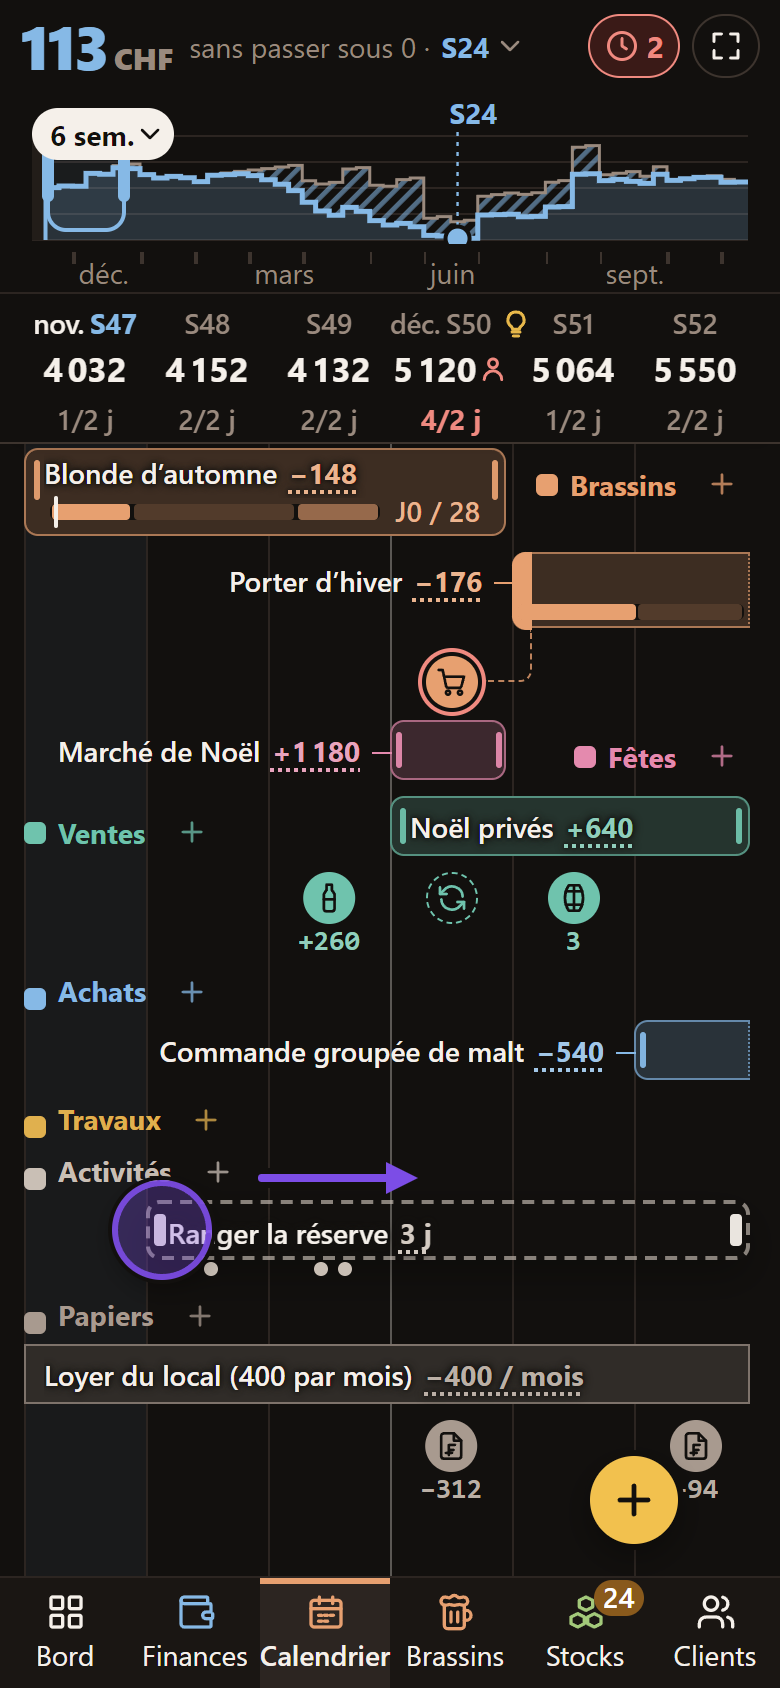 113 CHF sans passer sous 0 · S24
2
S24
6 sem.
déc. mars juin sept.
nov. S47 S48 S49 déc. S50 S51 S52
4 032 4 152 4 132 5 120 5 064 5 550
1/2 j 2/2 j 2/2 j 4/2 j 1/2 j 2/2 j
Blonde d’automne −148
J0 / 28
Brassins +
Porter d’hiver −176
Marché de Noël +1 180
Fêtes +
Ventes +
Noël privés +640
+260 3
Achats +
Commande groupée de malt −540
Travaux +
Activités +
Ranger la réserve 3 j
Papiers +
Loyer du local (400 par mois) −400 / mois
−312 94
+
24
Bord Finances Calendrier Brassins Stocks Clients